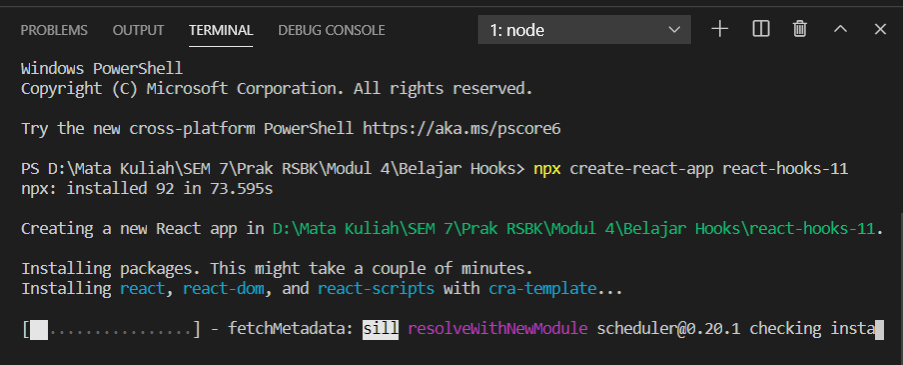 PROBLEMS OUTPUT TERMINAL DEBUG CONSOLE 1: node
Windows PowerShell
Copyright (C) Microsoft Corporation. All rights reserved.
Try the new cross-platform PowerShell https://aka.ms/pscore6
PS D:\Mata Kuliah\SEM 7\Prak RSBK\Modul 4\Belajar Hooks> npx create-react-app react-hooks-11
npx: installed 92 in 73.595s
Creating a new React app in D:\Mata Kuliah\SEM 7\Prak RSBK\Modul 4\Belajar Hooks\react-hooks-11.
Installing packages. This might take a couple of minutes.
Installing react, react-dom, and react-scripts with cra-template...
[██................] - fetchMetadata: sill resolveWithNewModule scheduler@0.20.1 checking insta